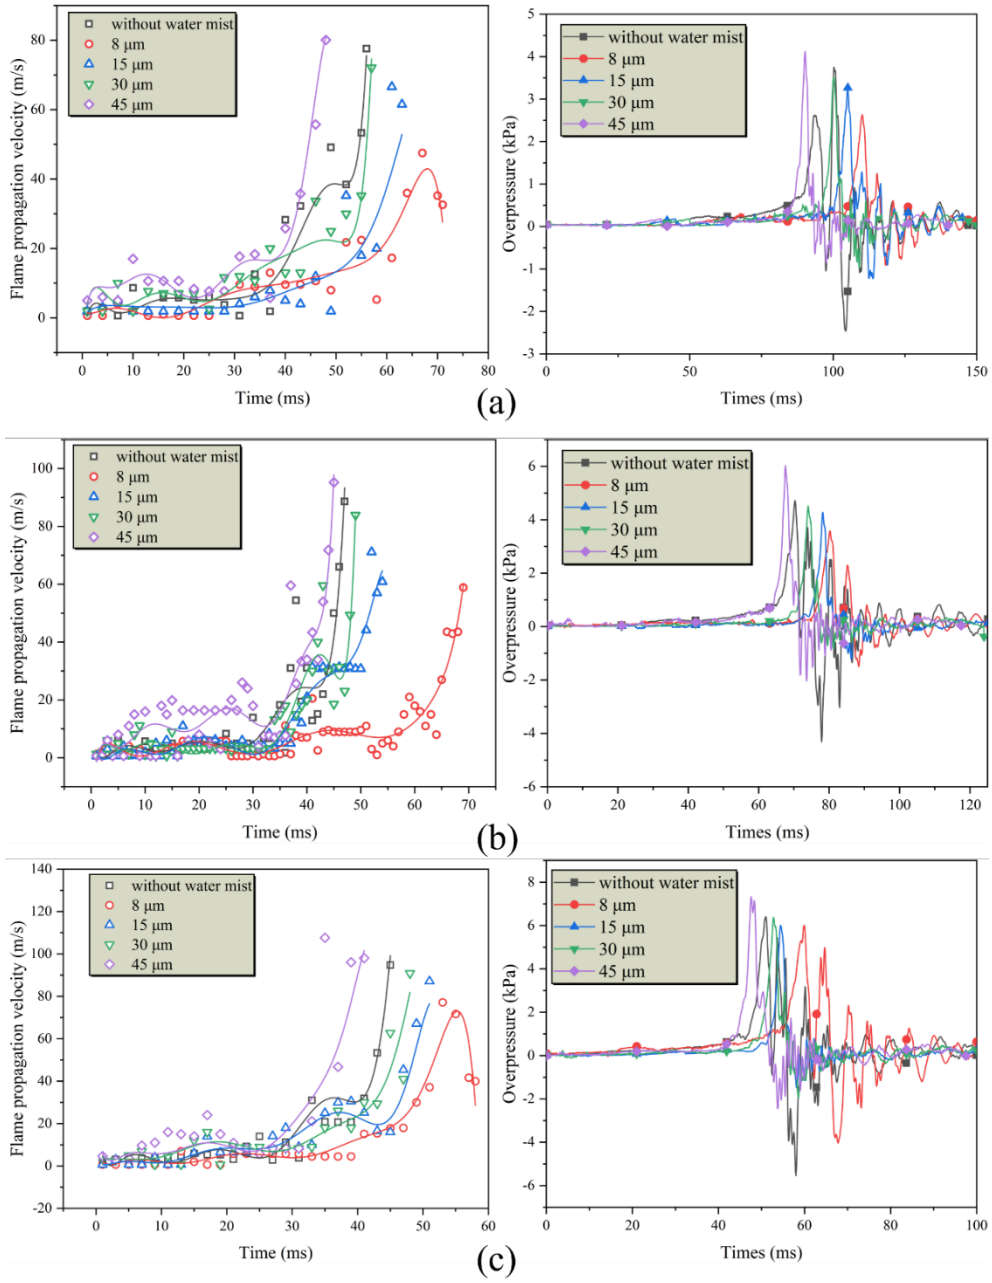 without water mist
8 μm
15 μm
30 μm
45 μm
80
60
40
20
0
Flame propagation velocity (m/s)
0 10 20 30 40 50 60 70 80
Time (ms)
without water mist
8 μm
15 μm
30 μm
45 μm
5
4
3
2
1
0
-1
-2
-3
Overpressure (kPa)
0 50 100 150
Times (ms)
(a)
without water mist
8 μm
15 μm
30 μm
45 μm
100
80
60
40
20
0
Flame propagation velocity (m/s)
0 10 20 30 40 50 60 70
Time (ms)
without water mist
8 μm
15 μm
30 μm
45 μm
6
4
2
0
-2
-4
-6
Overpressure (kPa)
0 20 40 60 80 100 120
Times (ms)
(b)
without water mist
8 μm
15 μm
30 μm
45 μm
140
120
100
80
60
40
20
0
-20
Flame propagation velocity (m/s)
0 10 20 30 40 50 60
Time (ms)
without water mist
8 μm
15 μm
30 μm
45 μm
8
6
4
2
0
-2
-4
-6
Overpressure (kPa)
0 20 40 60 80 100
Times (ms)
(c)